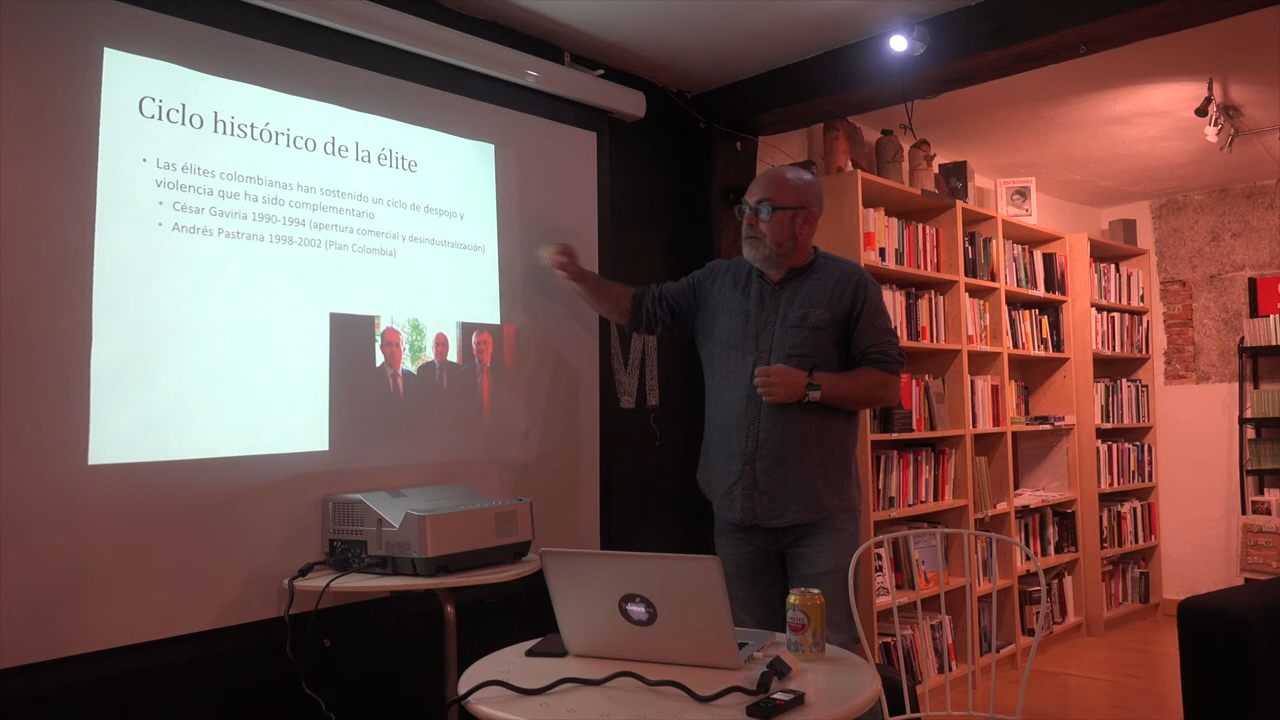 Ciclo histórico de la élite
• Las élites colombianas han sostenido un ciclo de despojo y
violencia que ha sido complementario
• César Gaviria 1990-1994 (apertura comercial y desindustralización)
• Andrés Pastrana 1998-2002 (Plan Colombia)
ESCRITORES